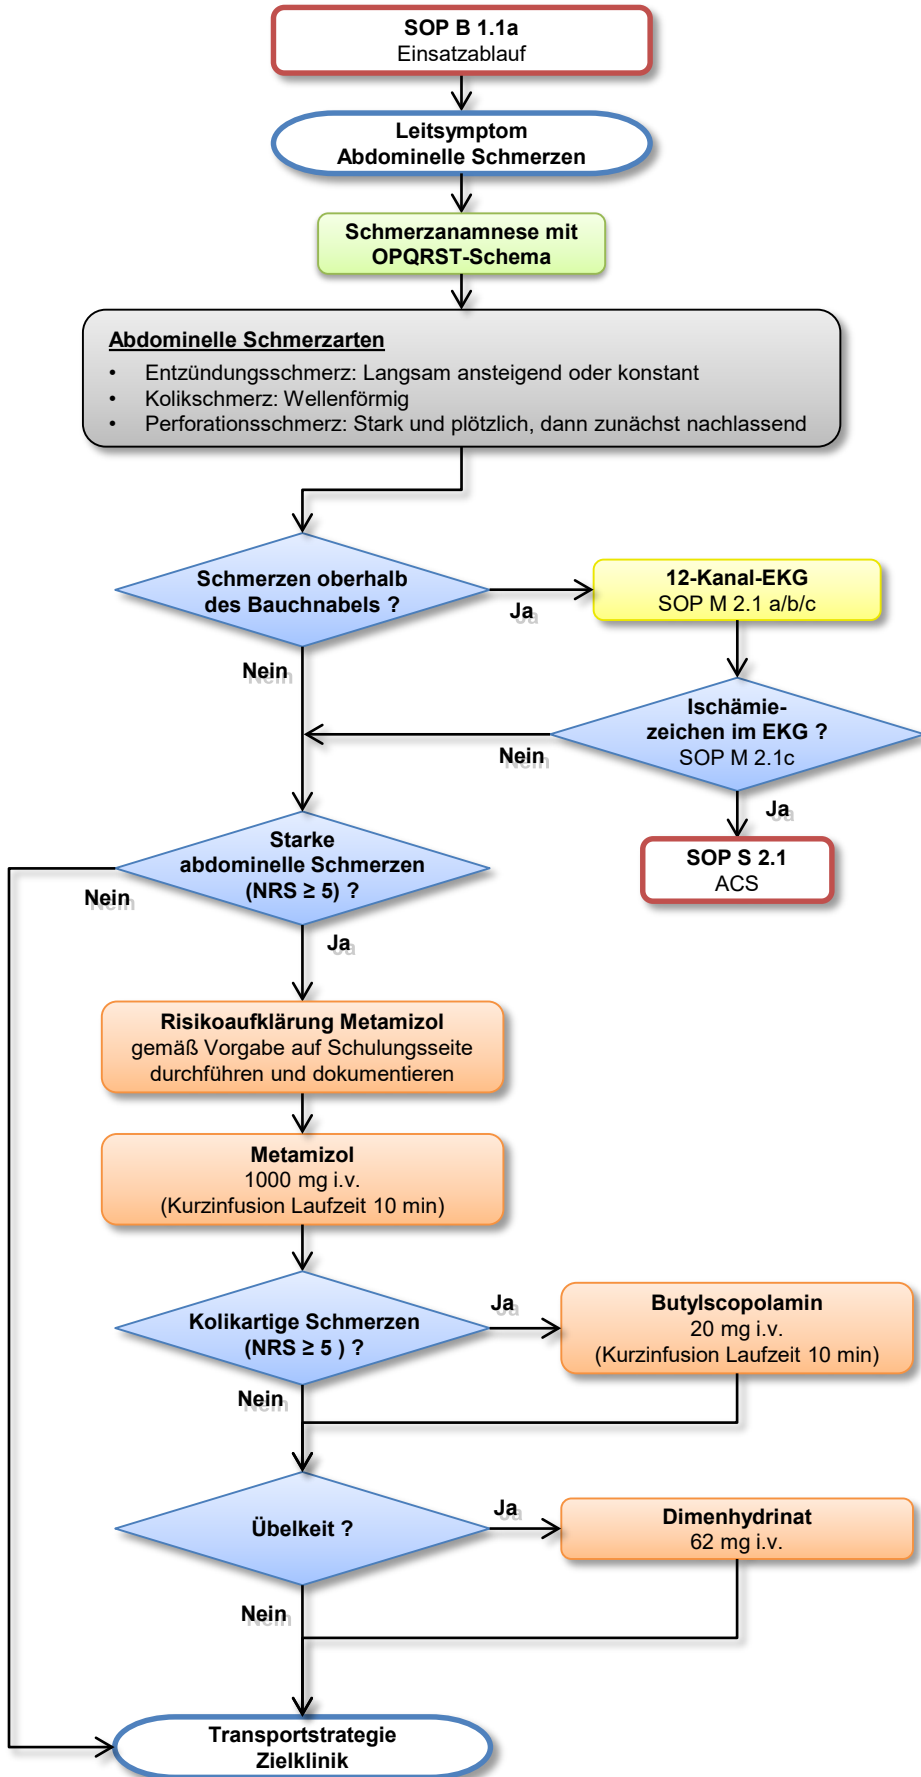 SOP B 1.1a
Einsatzablauf
Leitsymptom
Abdominelle Schmerzen
Schmerzanamnese mit
OPQRST-Schema
Abdominelle Schmerzarten
• Entzündungsschmerz: Langsam ansteigend oder konstant
• Kolikschmerz: Wellenförmig
• Perforationsschmerz: Stark und plötzlich, dann zunächst nachlassend
Schmerzen oberhalb
des Bauchnabels ?
Ja
12-Kanal-EKG
SOP M 2.1 a/b/c
Nein
Ischämie-
zeichen im EKG ?
SOP M 2.1c
Nein
Ja
SOP S 2.1
ACS
Starke
abdominelle Schmerzen
(NRS ≥ 5) ?
Nein
Ja
Risikoaufklärung Metamizol
gemäß Vorgabe auf Schulungsseite
durchführen und dokumentieren
Metamizol
1000 mg i.v.
(Kurzinfusion Laufzeit 10 min)
Kolikartige Schmerzen
(NRS ≥ 5 ) ?
Ja
Butylscopolamin
20 mg i.v.
(Kurzinfusion Laufzeit 10 min)
Nein
Übelkeit ?
Ja
Dimenhydrinat
62 mg i.v.
Nein
Transportstrategie
Zielklinik